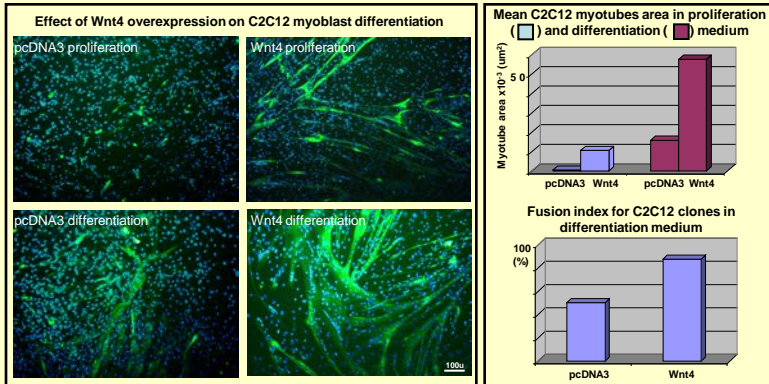 Effect of Wnt4 overexpression on C2C12 myoblast differentiation
pcDNA3 proliferation
Wnt4 proliferation
pcDNA3 differentiation
Wnt4 differentiation
100u
Mean C2C12 myotubes area in proliferation
( ) and differentiation ( ) medium
Myotube area x10⁻³ (um²)
50
pcDNA3 Wnt4
pcDNA3 Wnt4
Fusion index for C2C12 clones in
differentiation medium
100
(%)
pcDNA3
Wnt4